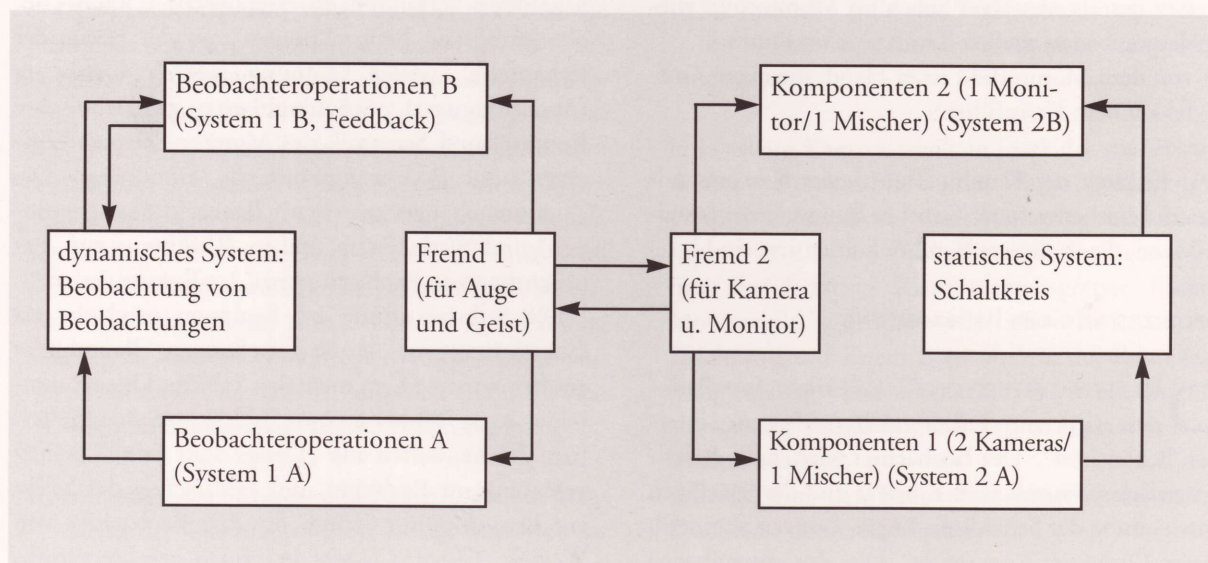 Beobachteroperationen B
(System 1 B, Feedback)
Komponenten 2 (1 Moni-
tor/1 Mischer) (System 2B)
dynamisches System:
Beobachtung von
Beobachtungen
Fremd 1
(für Auge
und Geist)
Fremd 2
(für Kamera
u. Monitor)
statisches System:
Schaltkreis
Beobachteroperationen A
(System 1 A)
Komponenten 1 (2 Kameras/
1 Mischer) (System 2 A)